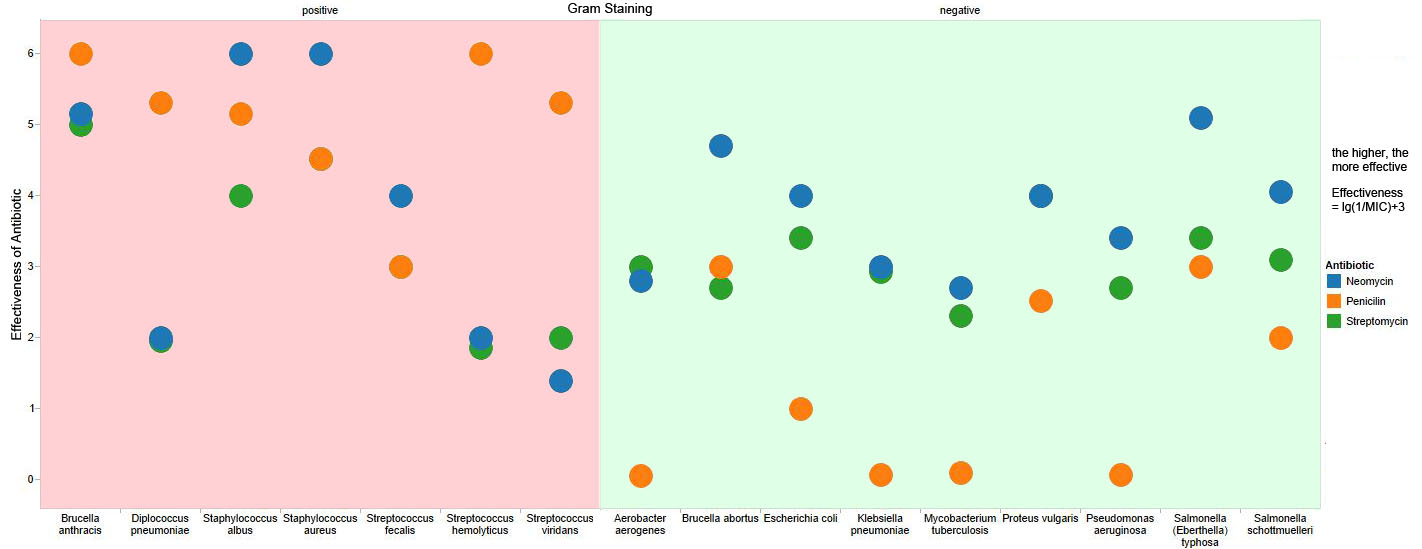 Gram Staining
positive
negative
Effectiveness of Antibiotic
6
5
4
3
2
1
0
Brucella
anthracis
Diplococcus
pneumoniae
Staphylococcus
albus
Staphylococcus
aureus
Streptococcus
fecalis
Streptococcus
hemolyticus
Streptococcus
viridans
Aerobacter
aerogenes
Brucella abortus
Escherichia coli
Klebsiella
pneumoniae
Mycobacterium
tuberculosis
Proteus vulgaris
Pseudomonas
aeruginosa
Salmonella
(Eberthella)
typhosa
Salmonella
schottmuelleri
the higher, the
more effective
Effectiveness
= lg(1/MIC)+3
Antibiotic
Neomycin
Penicilin
Streptomycin